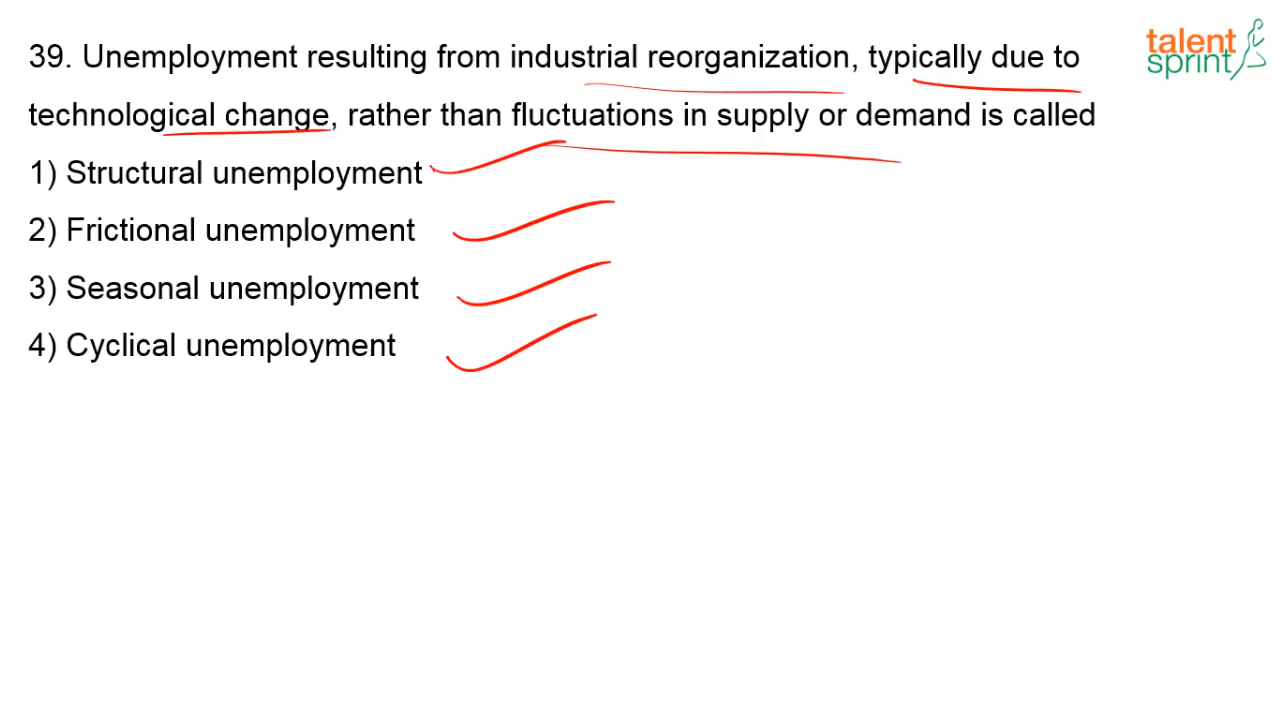 talent
sprint
39. Unemployment resulting from industrial reorganization, typically due to
technological change, rather than fluctuations in supply or demand is called
1) Structural unemployment
2) Frictional unemployment
3) Seasonal unemployment
4) Cyclical unemployment